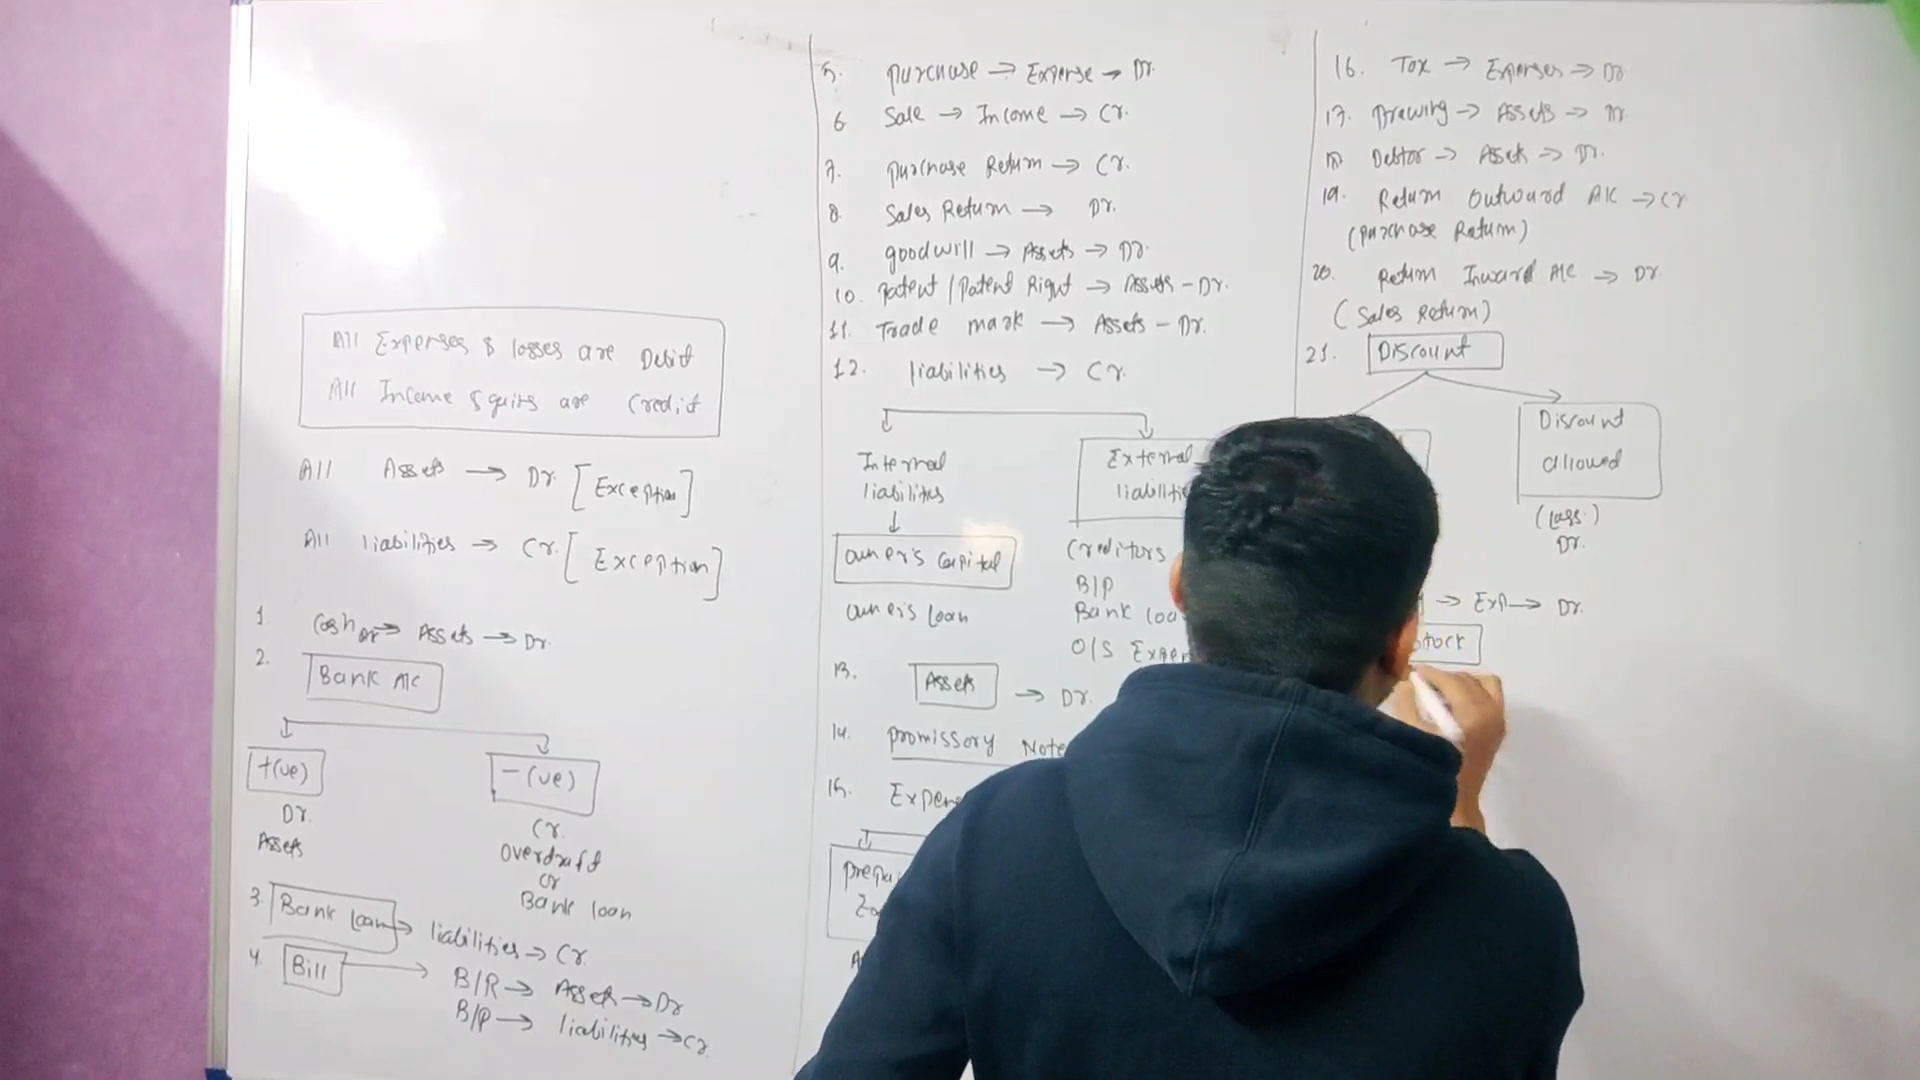 All Expenses & losses are Debit
All Income & gains are Credit
All Assets → Dr. [Exception]
All liabilities → Cr. [Exception]
1. Cash → Assets → Dr.
2. Bank A/C
+(ve)
Dr.
Assets
-(ve)
Cr.
Overdraft
or
Bank loan
3. Bank loan → liabilities → Cr.
4. Bill → B/R → Assets → Dr
B/P → liabilities → Cr.
5. purchase → Expense → Dr.
6. Sale → Income → Cr.
7. purchase Return → Cr.
8. Sales Return → Dr.
9. goodwill → Assets → Dr.
10. Patent / Patent Right → Assets - Dr.
11. Trade mark → Assets - Dr.
12. liabilities → Cr.
Internal
liabilities
owner's Capital
owner's loan
External
Creditors
B/P
Bank
O/S
13. Assets → Dr.
14. promissory Note
15.
16. Tax → Expenses → Dr
17. Drawing → Assets → Dr.
18. Debtor → Assets → Dr.
19. Return Outward A/C → Cr
(purchase Return)
20. Return Inward A/C → Dr.
(Sales Return)
21. Discount
Discount
allowed
(Loss.)
Dr.
→ Exp → Dr.